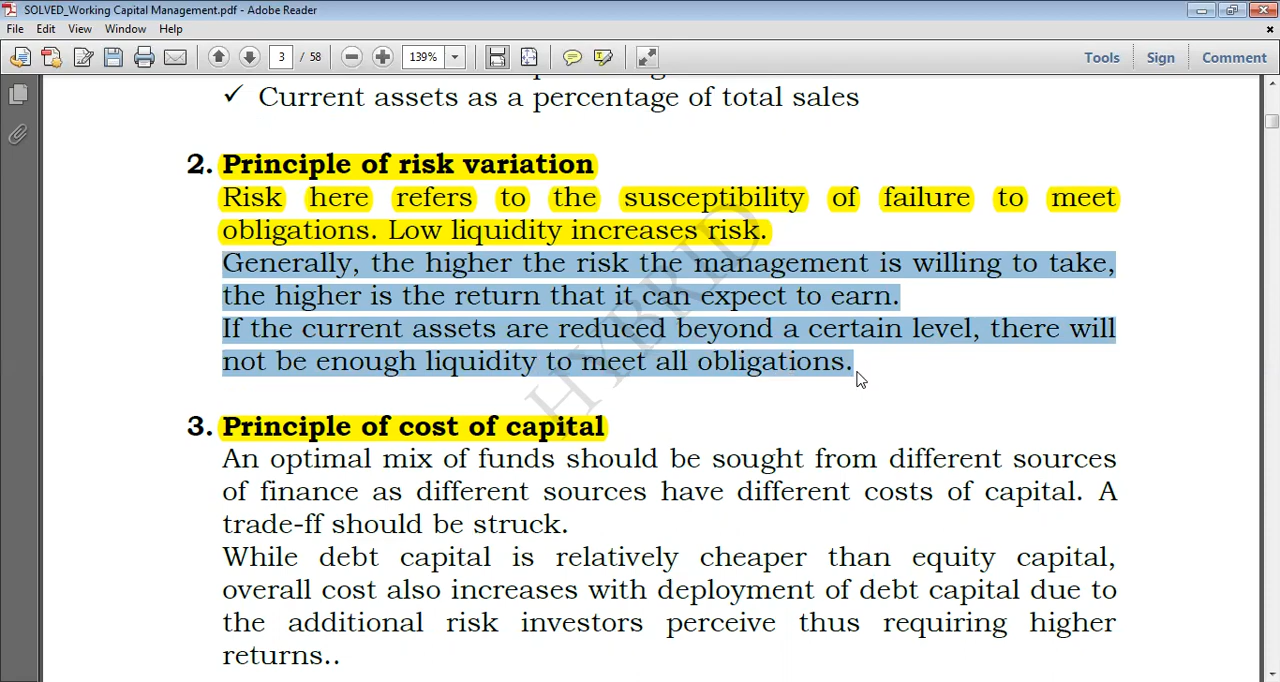 SOLVED_Working Capital Management.pdf - Adobe Reader
File Edit View Window Help
3 / 58 139% Tools Sign Comment
✓ Current assets as a percentage of total sales
2. Principle of risk variation
Risk here refers to the susceptibility of failure to meet
obligations. Low liquidity increases risk.
Generally, the higher the risk the management is willing to take,
the higher is the return that it can expect to earn.
If the current assets are reduced beyond a certain level, there will
not be enough liquidity to meet all obligations.
HYBRID
3. Principle of cost of capital
An optimal mix of funds should be sought from different sources
of finance as different sources have different costs of capital. A
trade-ff should be struck.
While debt capital is relatively cheaper than equity capital,
overall cost also increases with deployment of debt capital due to
the additional risk investors perceive thus requiring higher
returns..